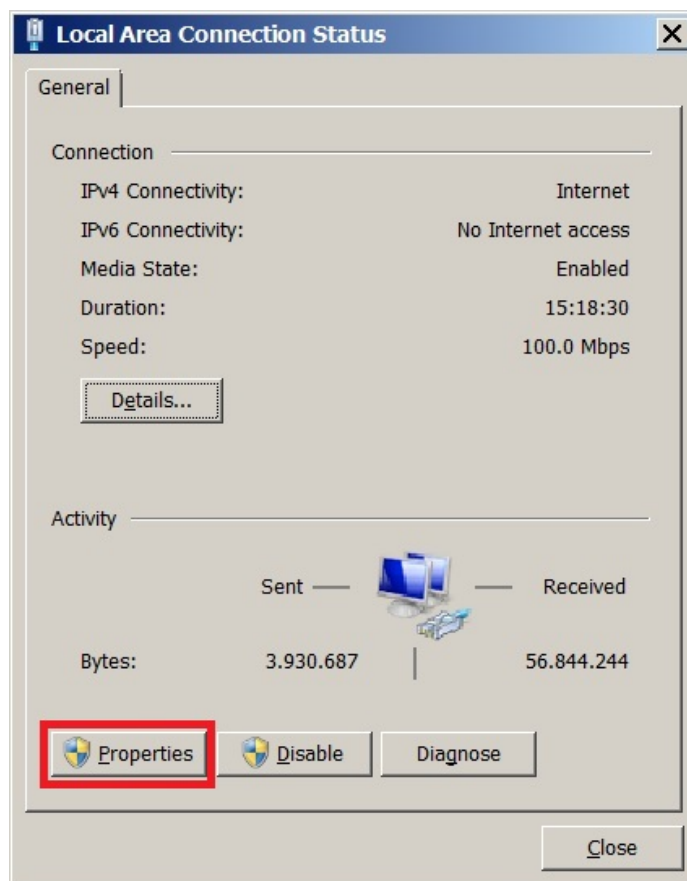 Local Area Connection Status
General
Connection
IPv4 Connectivity: Internet
IPv6 Connectivity: No Internet access
Media State: Enabled
Duration: 15:18:30
Speed: 100.0 Mbps
Details...
Activity
Sent Received
Bytes: 3.930.687 56.844.244
Properties Disable Diagnose
Close